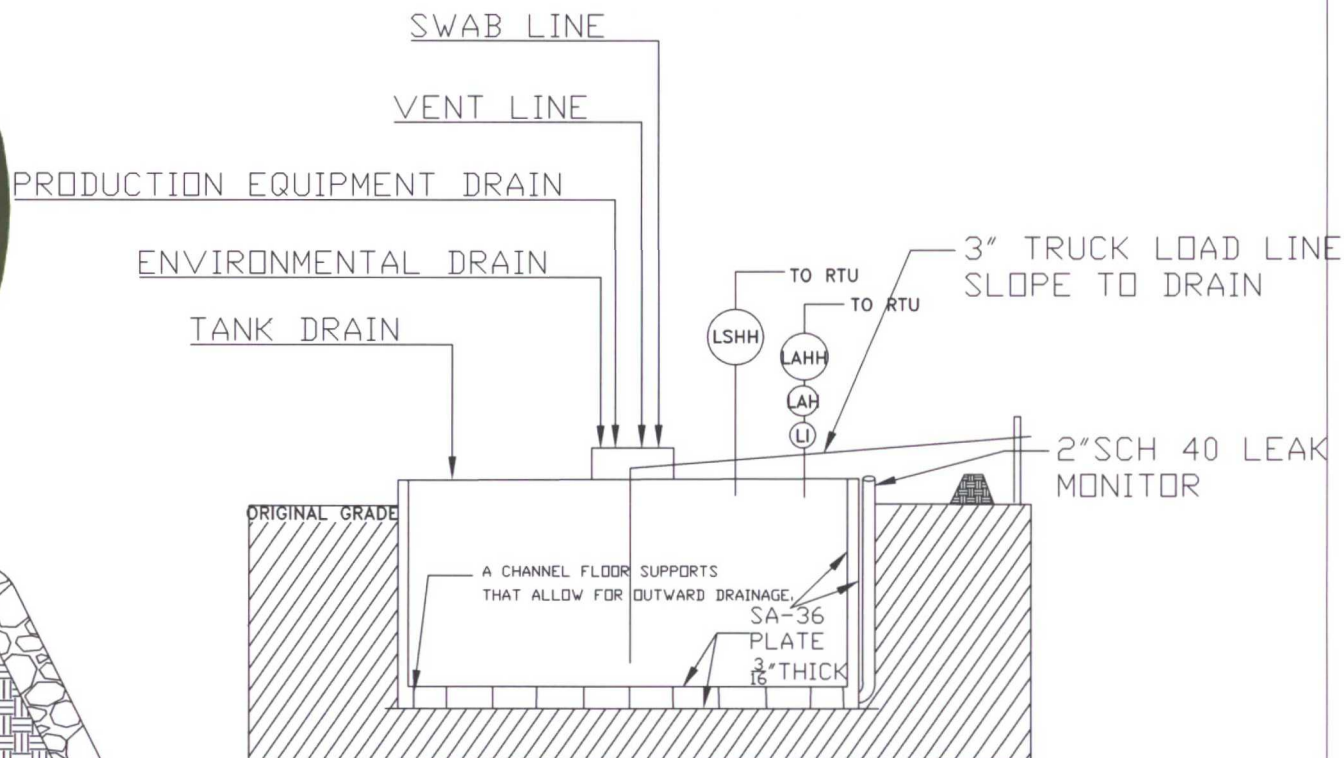 SWAB LINE
VENT LINE
PRODUCTION EQUIPMENT DRAIN
ENVIRONMENTAL DRAIN
TANK DRAIN
3" TRUCK LOAD LINE
SLOPE TO DRAIN
TO RTU
TO RTU
LSHH
LAHH
LAH
LI
2"SCH 40 LEAK
MONITOR
ORIGINAL GRADE
A CHANNEL FLOOR SUPPORTS
THAT ALLOW FOR OUTWARD DRAINAGE.
SA-36
PLATE
3/16"THICK